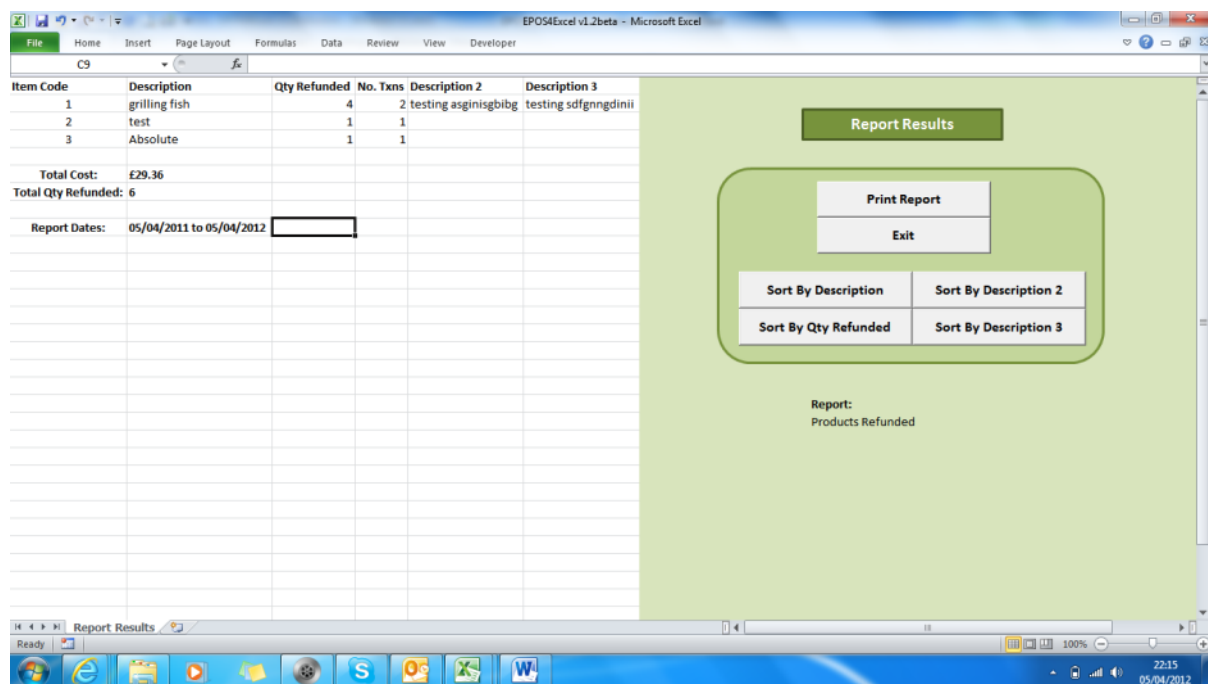 EPOS4Excel v1.2beta - Microsoft Excel
File Home Insert Page Layout Formulas Data Review View Developer
C9 fx
Item Code Description Qty Refunded No. Txns Description 2 Description 3
1 grilling fish 4 2 testing asginisgbibg testing sdfgnngdinii
2 test 1 1
3 Absolute 1 1
Total Cost: £29.36
Total Qty Refunded: 6
Report Dates: 05/04/2011 to 05/04/2012
Report Results
Print Report
Exit
Sort By Description Sort By Description 2
Sort By Qty Refunded Sort By Description 3
Report:
Products Refunded
Report Results
Ready 100%
22:15
05/04/2012